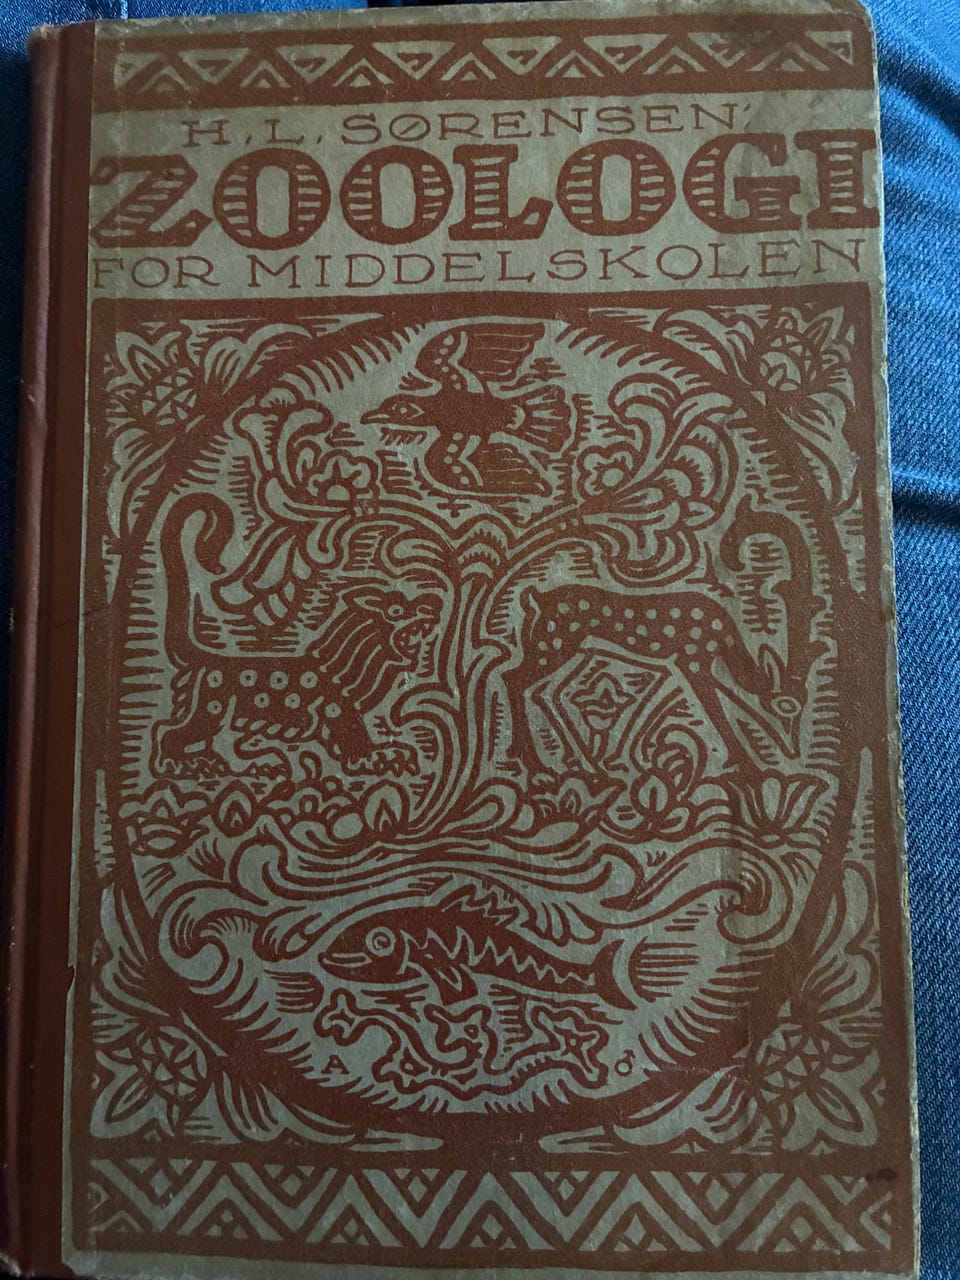 H. L. SØRENSEN:
ZOOLOGI
FOR MIDDELSKOLEN
A ♂